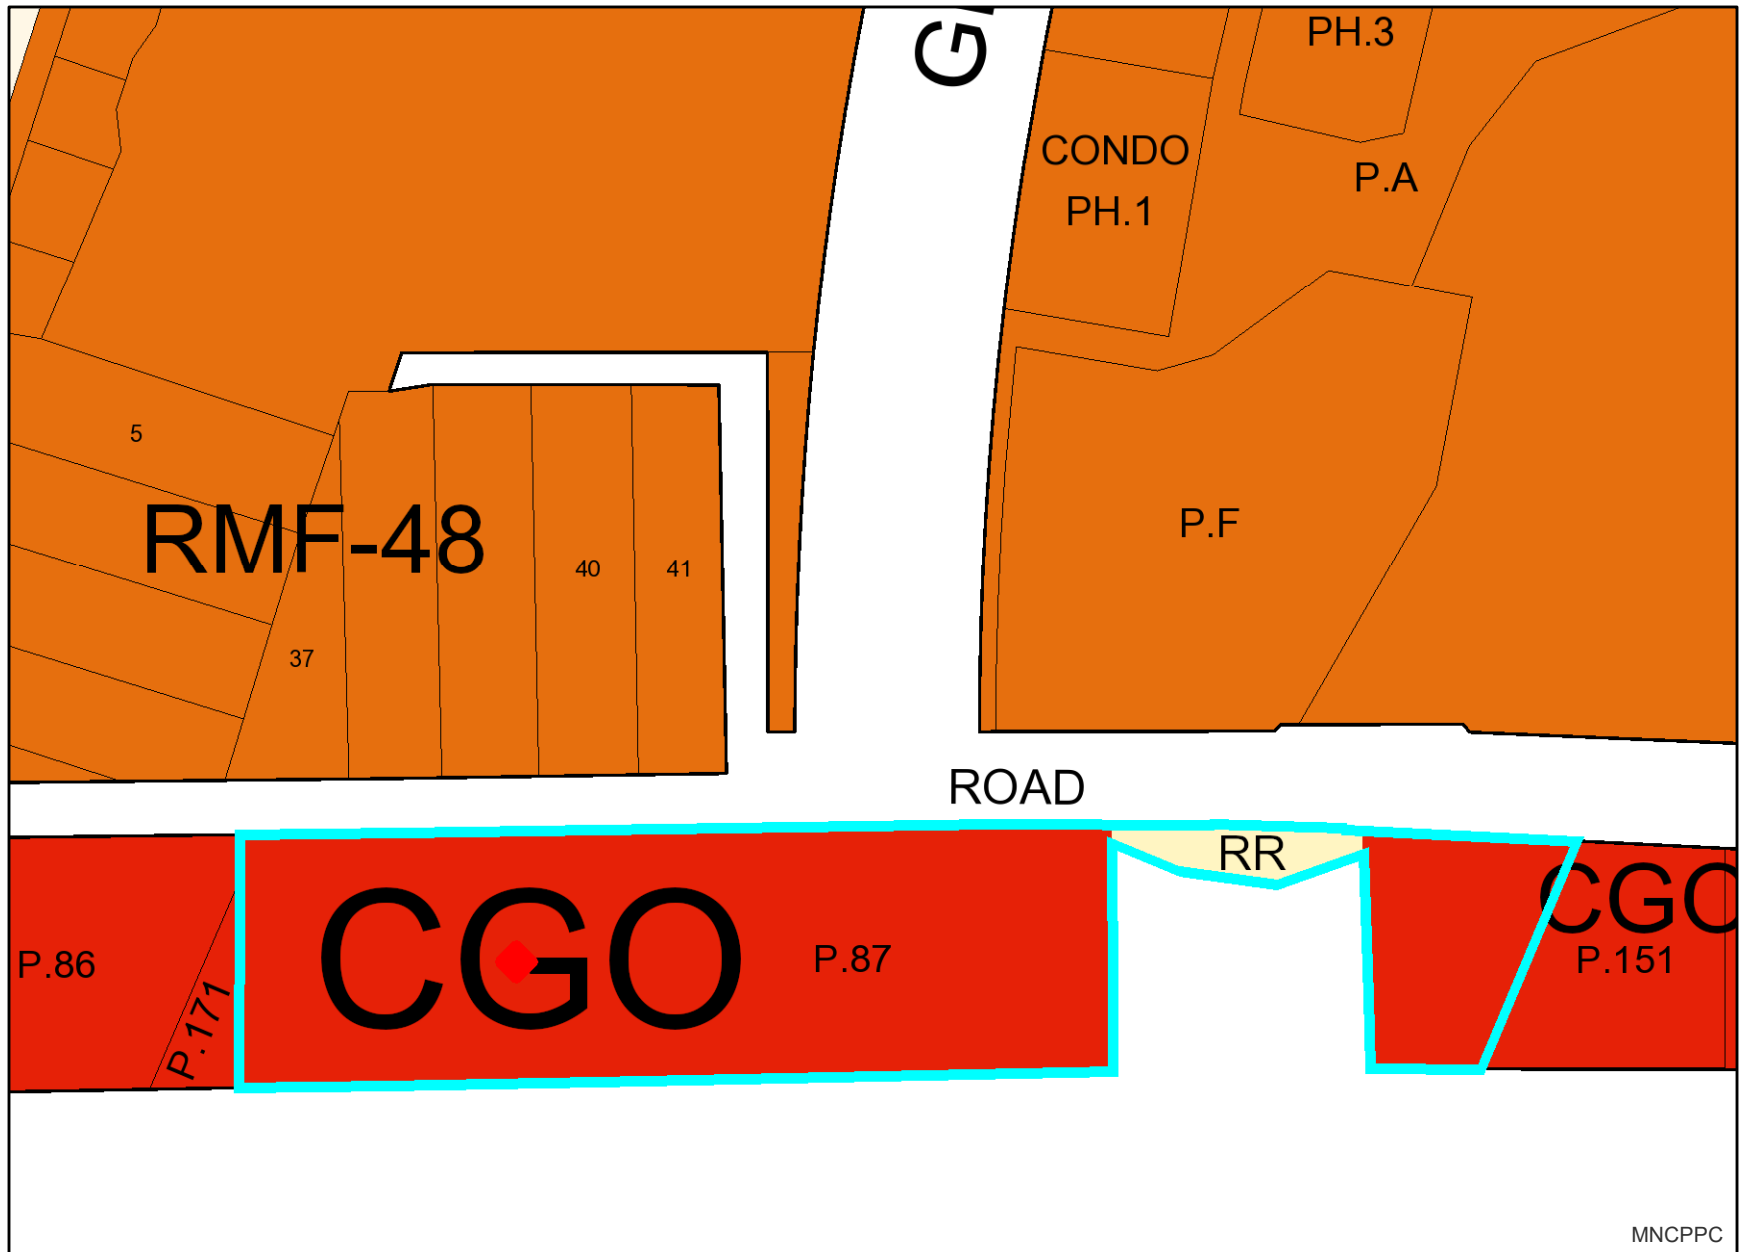 PH.3
CONDO
PH.1
P.A
5
RMF-48
40
41
P.F
37
ROAD
RR
CGO
CGO
P.86
P.171
P.87
P.151
MNCPPC